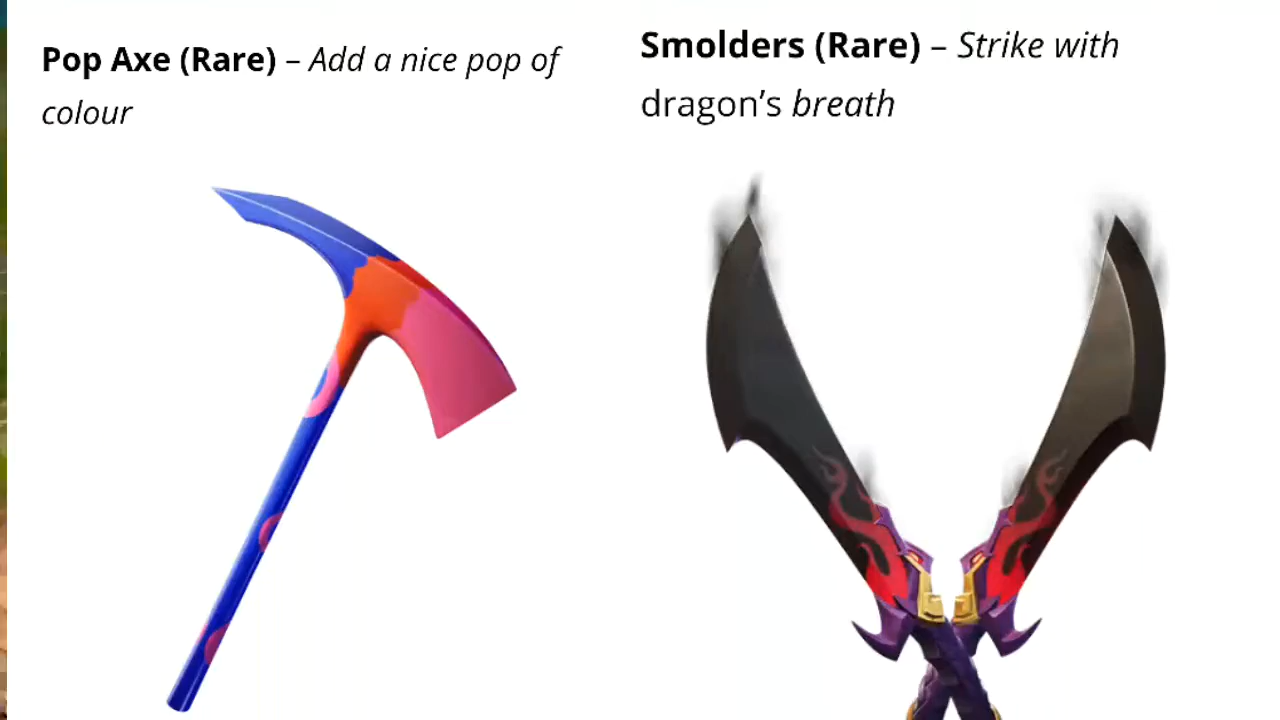 Pop Axe (Rare) – Add a nice pop of
colour
Smolders (Rare) – Strike with
dragon’s breath